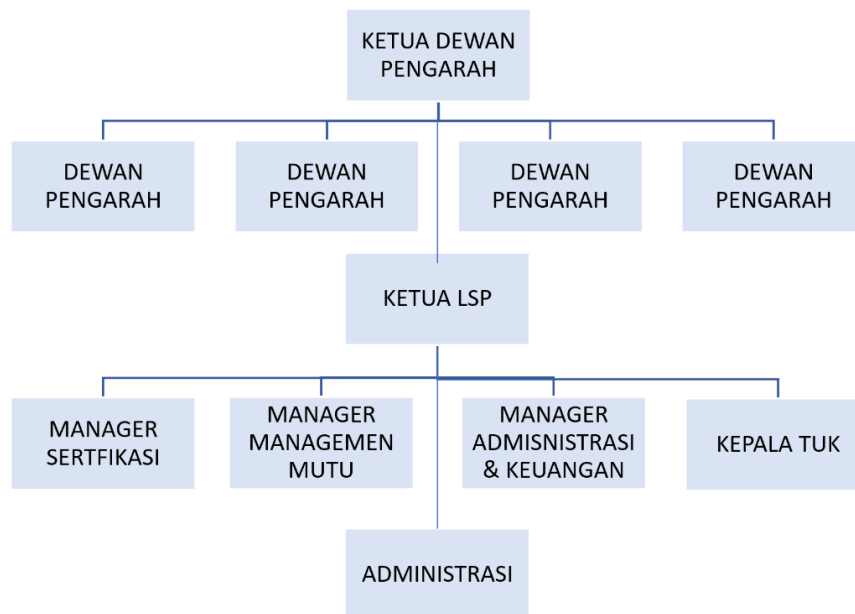 KETUA DEWAN
PENGARAH
DEWAN
PENGARAH
DEWAN
PENGARAH
DEWAN
PENGARAH
DEWAN
PENGARAH
KETUA LSP
MANAGER
SERTFIKASI
MANAGER
MANAGEMEN
MUTU
MANAGER
ADMISNISTRASI
& KEUANGAN
KEPALA TUK
ADMINISTRASI